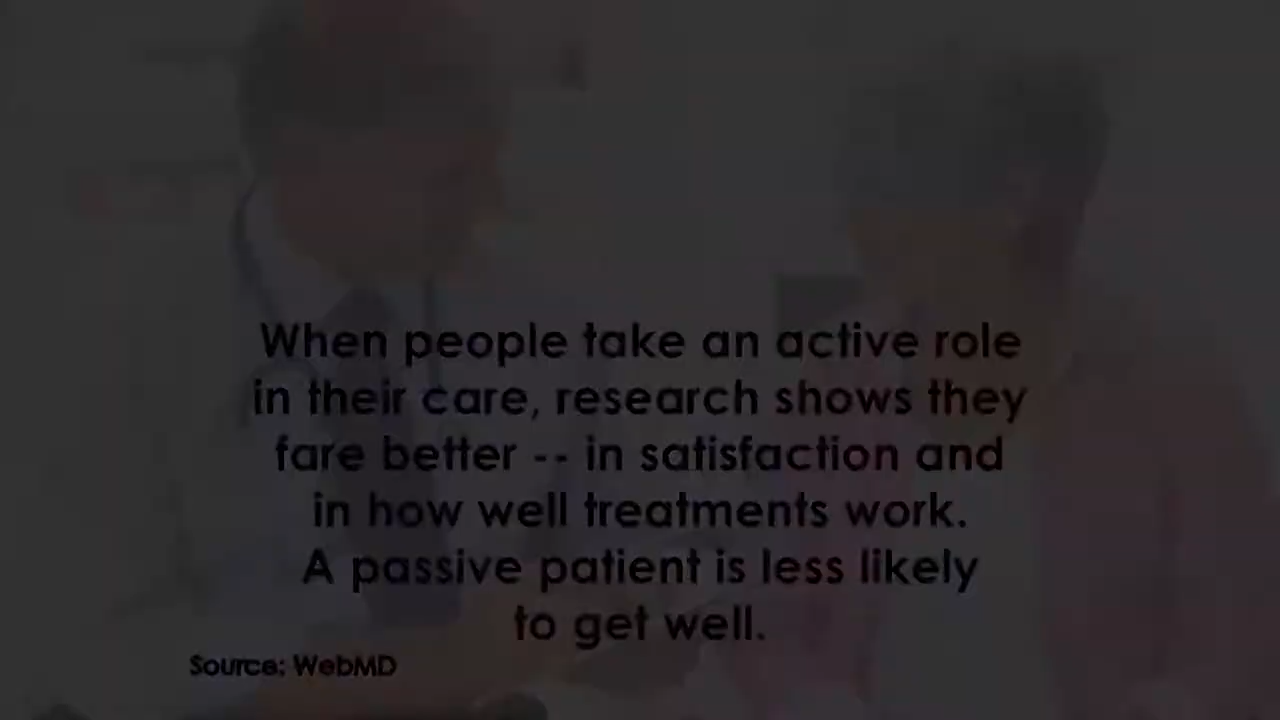 When people take an active role
in their care, research shows they
fare better -- in satisfaction and
in how well treatments work.
A passive patient is less likely
to get well.
Source: WebMD